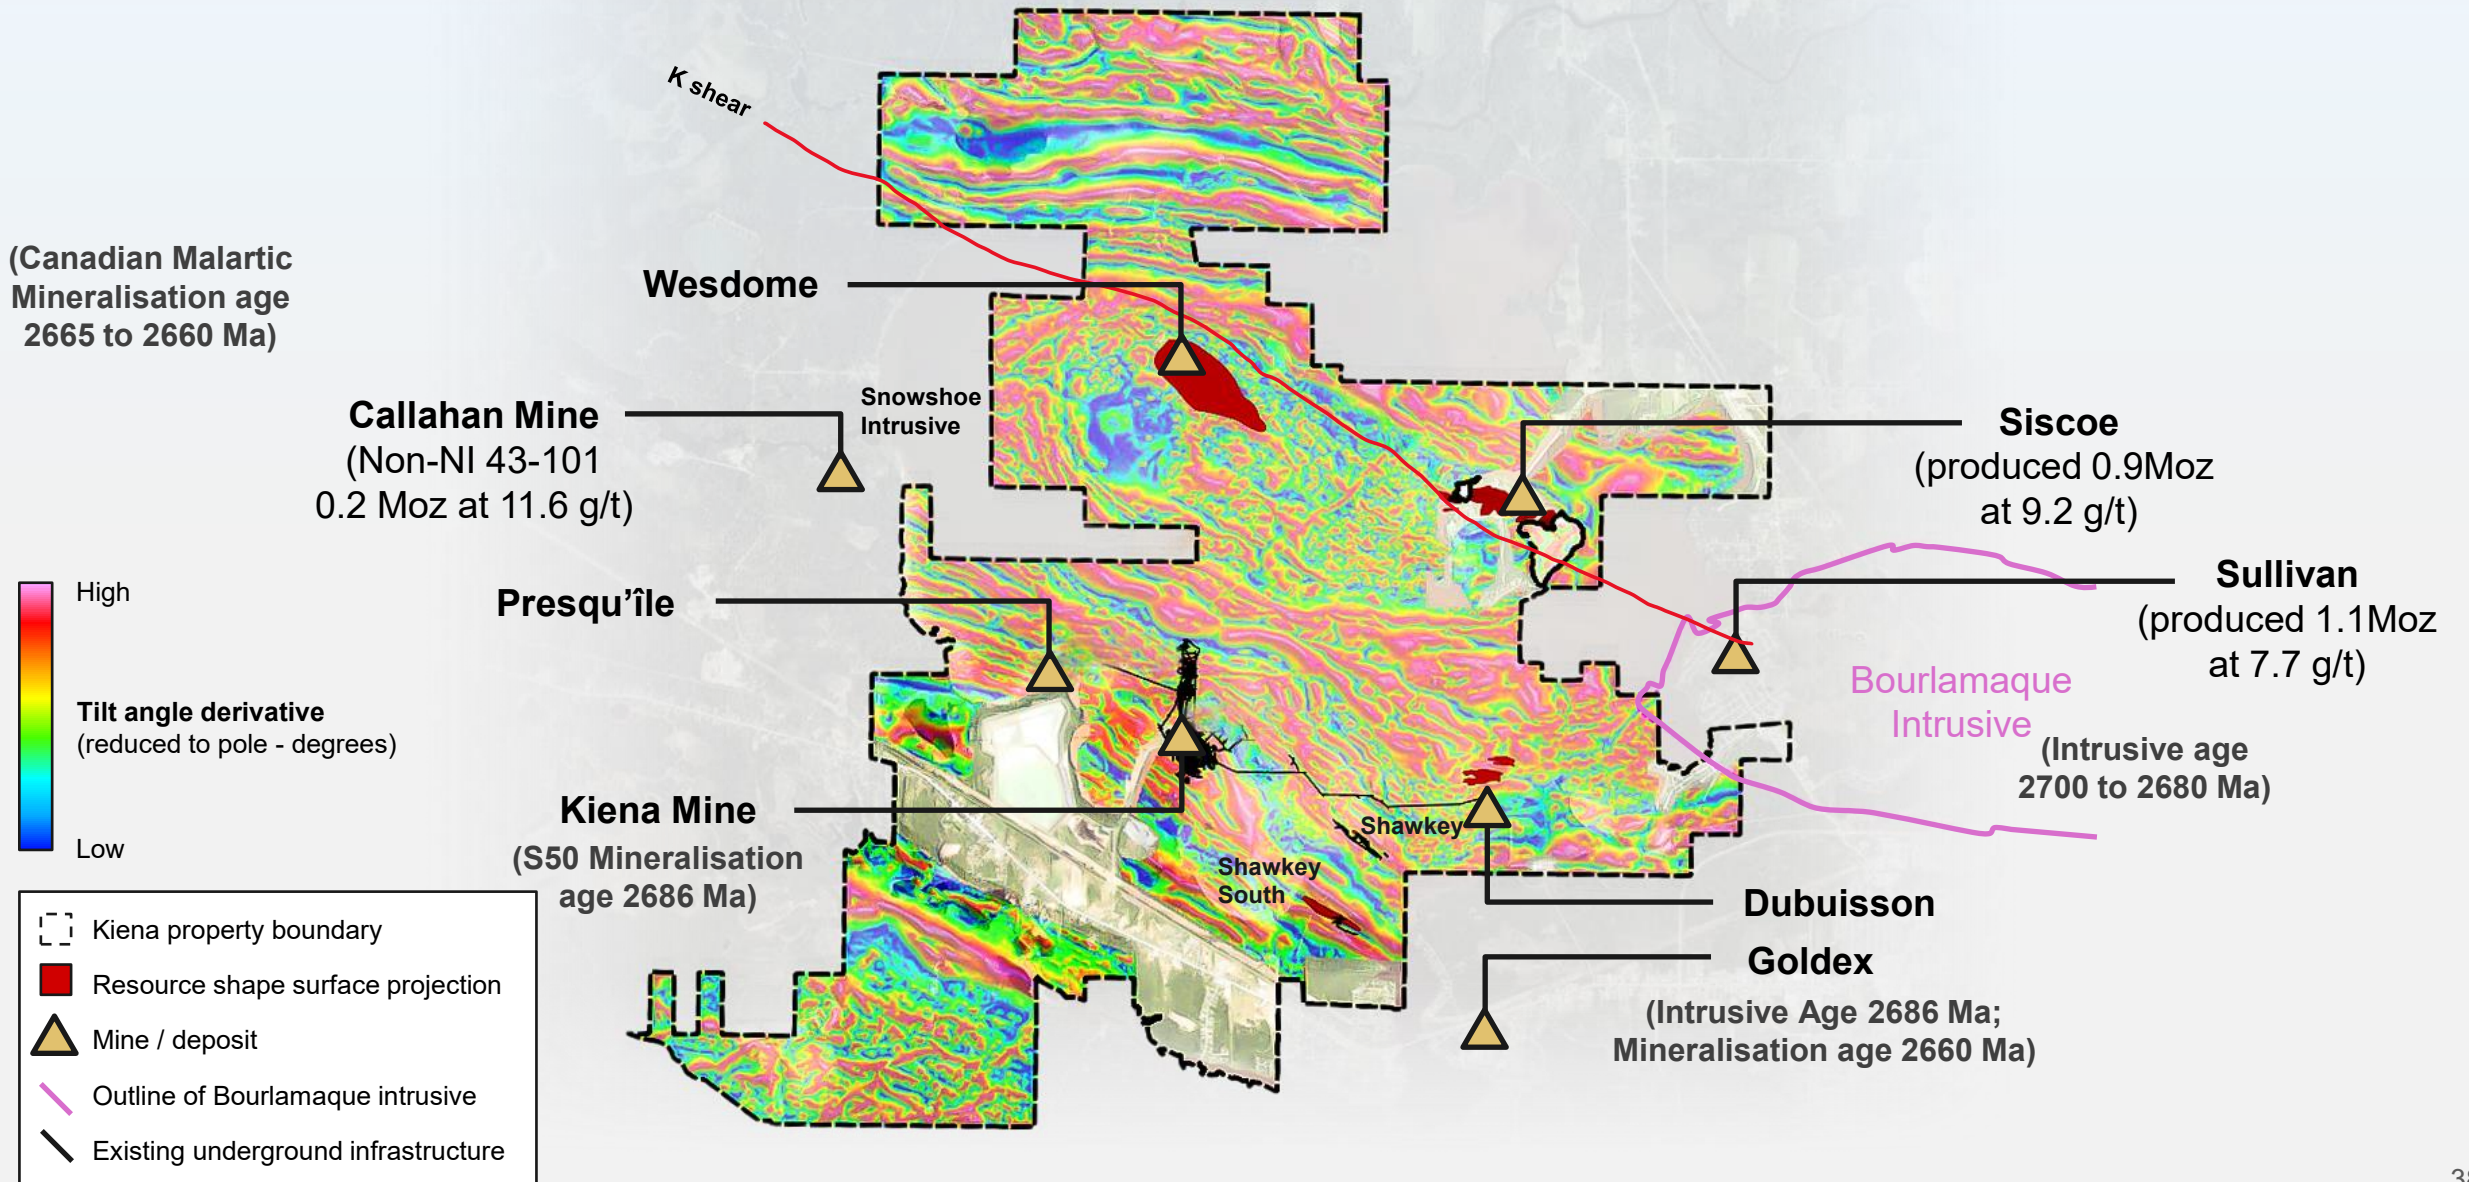 K shear
(Canadian Malartic
Mineralisation age
2665 to 2660 Ma)
Wesdome
Callahan Mine
(Non-NI 43-101
0.2 Moz at 11.6 g/t)
Snowshoe
Intrusive
Siscoe
(produced 0.9Moz
at 9.2 g/t)
Sullivan
(produced 1.1Moz
at 7.7 g/t)
Presqu’île
Bourlamaque
Intrusive
(Intrusive age
2700 to 2680 Ma)
High
Tilt angle derivative
(reduced to pole - degrees)
Low
Kiena Mine
(S50 Mineralisation
age 2686 Ma)
Shawkey
Shawkey
South
Dubuisson
Goldex
(Intrusive Age 2686 Ma;
Mineralisation age 2660 Ma)
Kiena property boundary
Resource shape surface projection
Mine / deposit
Outline of Bourlamaque intrusive
Existing underground infrastructure